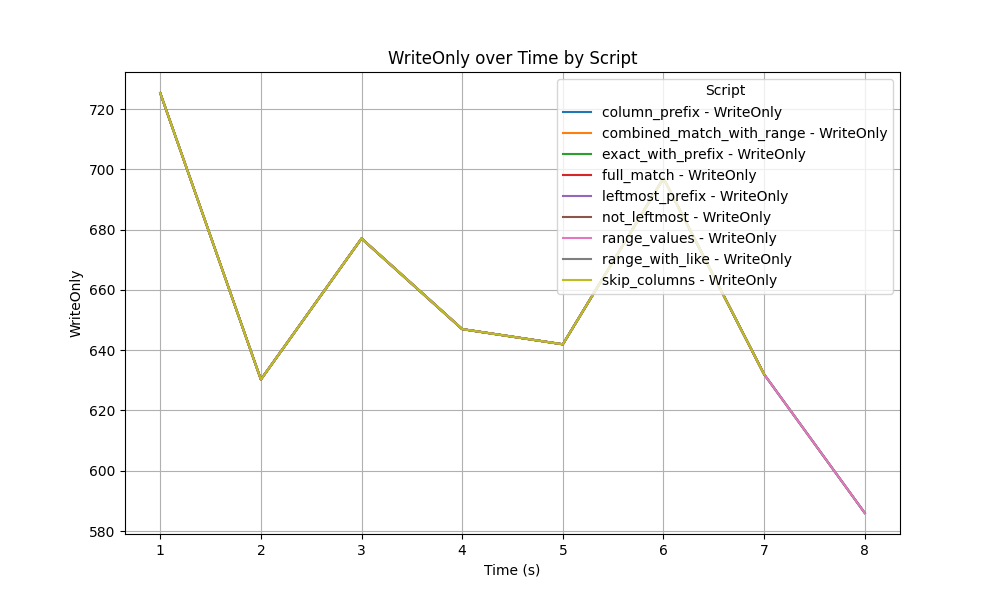 WriteOnly over Time by Script
Script
column_prefix - WriteOnly
combined_match_with_range - WriteOnly
exact_with_prefix - WriteOnly
full_match - WriteOnly
leftmost_prefix - WriteOnly
not_leftmost - WriteOnly
range_values - WriteOnly
range_with_like - WriteOnly
skip_columns - WriteOnly
WriteOnly
720
700
680
660
640
620
600
580
1 2 3 4 5 6 7 8
Time (s)